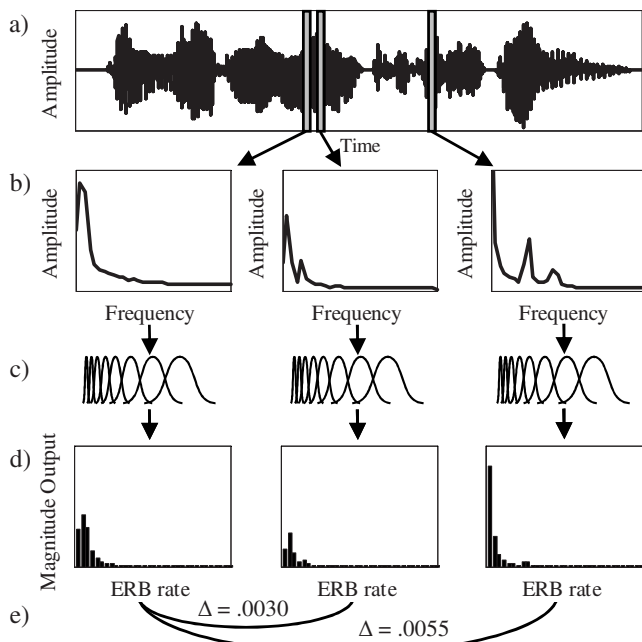 a)
Amplitude
Time
b)
Amplitude
Amplitude
Amplitude
Frequency
Frequency
Frequency
c)
d)
Magnitude Output
ERB rate
ERB rate
ERB rate
e)
Δ = .0030
Δ = .0055